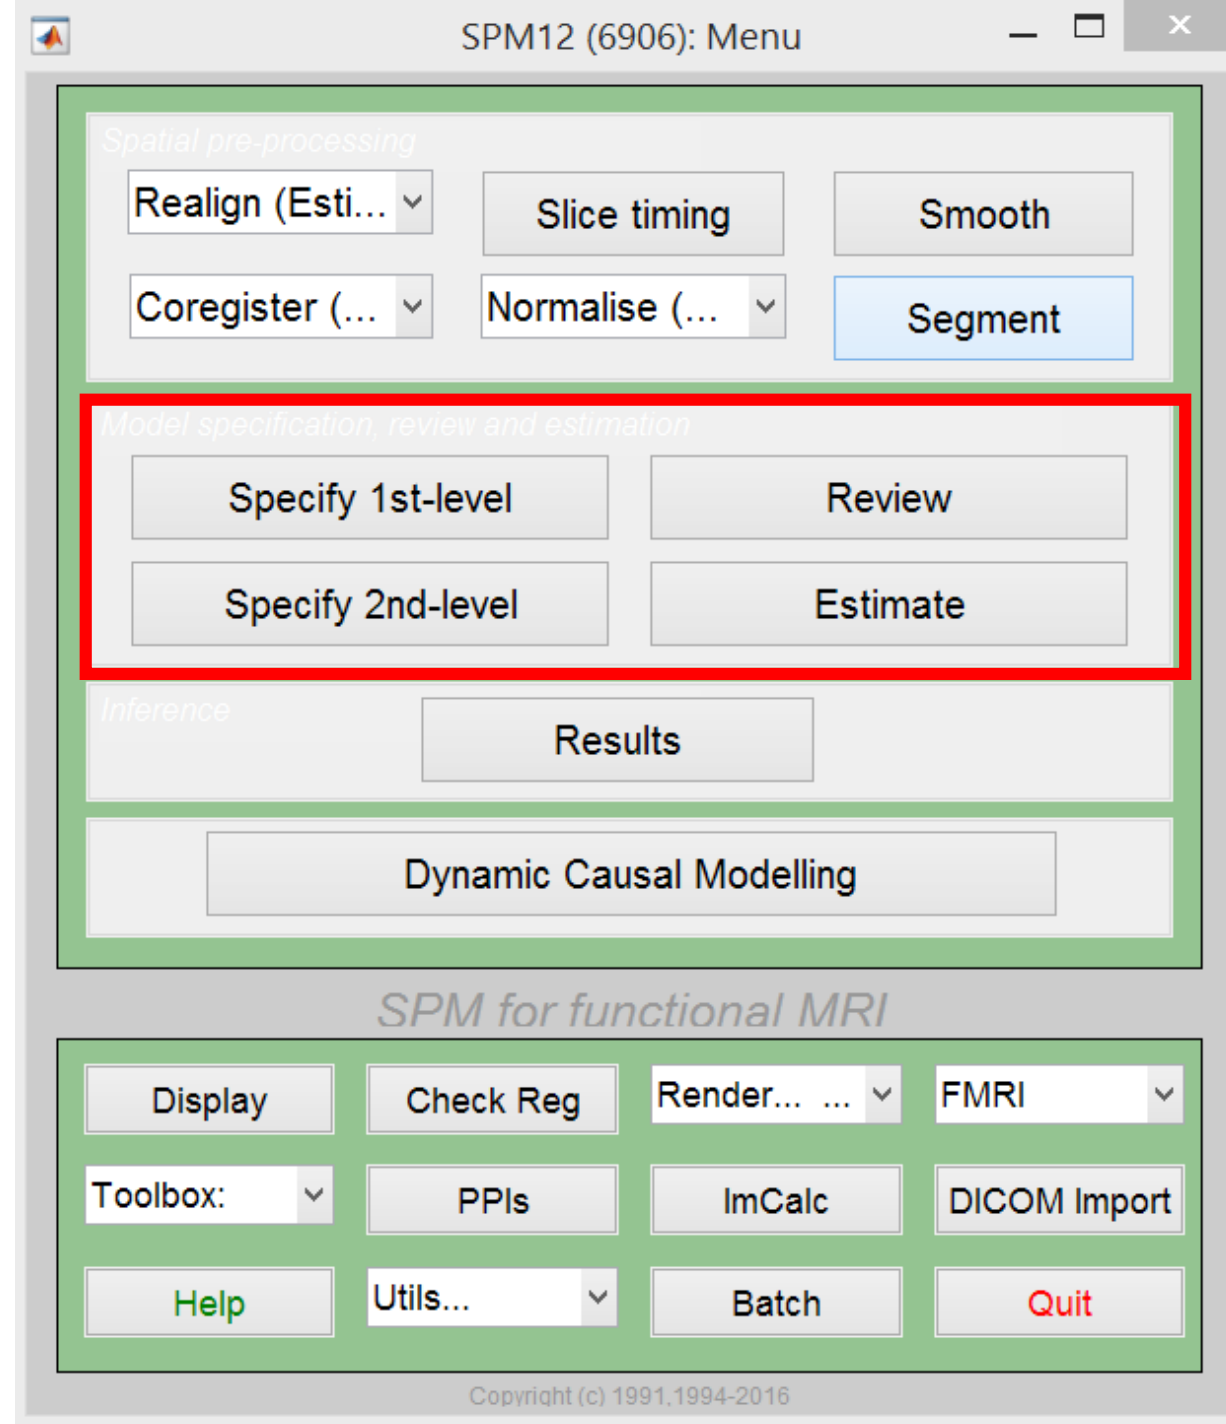 SPM12 (6906): Menu
Spatial pre-processing
Realign (Esti...
Slice timing
Smooth
Coregister (...
Normalise (...
Segment
Model specification, review and estimation
Specify 1st-level
Review
Specify 2nd-level
Estimate
Inference
Results
Dynamic Causal Modelling
SPM for functional MRI
Display
Check Reg
Render... ...
FMRI
Toolbox:
PPIs
ImCalc
DICOM Import
Help
Utils...
Batch
Quit
Copyright (c) 1991,1994-2016